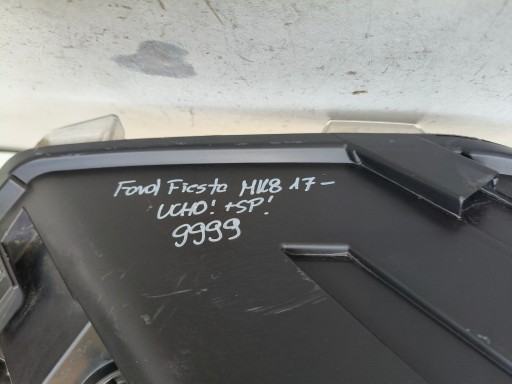 Ford Fiesta MK8 17-
UCHO! +SP!
9999